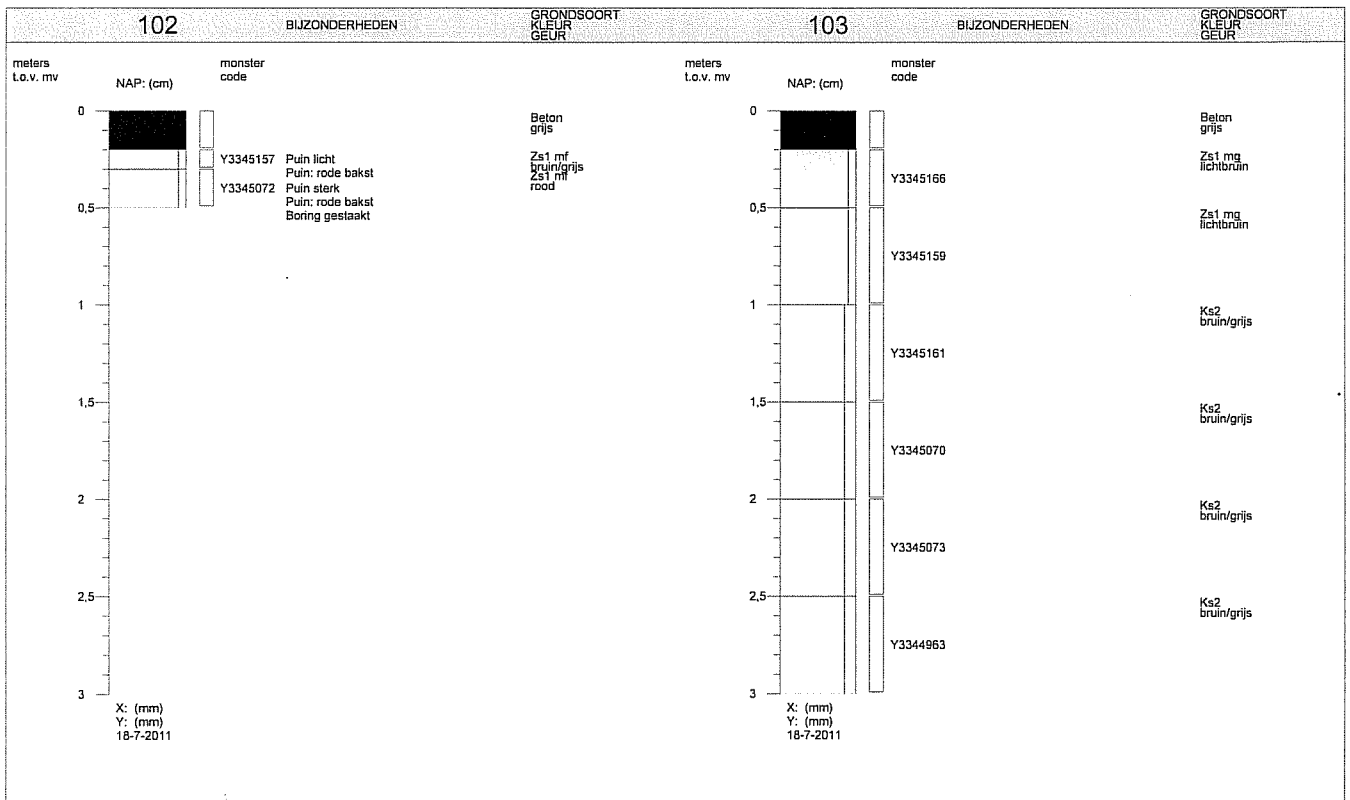 102
BIJZONDERHEDEN
GRONDSOORT
KLEUR
GEUR
meters
t.o.v. mv
NAP: (cm)
monster
code
0
Beton
grijs
Y3345157 Puin licht
Puin: rode bakst
Zs1 mf
bruin/grijs
Y3345072 Puin sterk
Puin: rode bakst
Boring gestaakt
Zs1 mf
rood
0,5
1
1,5
2
2,5
3
X: (mm)
Y: (mm)
18-7-2011
103
BIJZONDERHEDEN
GRONDSOORT
KLEUR
GEUR
meters
t.o.v. mv
NAP: (cm)
monster
code
0
Beton
grijs
Y3345166
Zs1 mg
lichtbruin
0,5
Y3345159
Zs1 mg
lichtbruin
1
Y3345161
Ks2
bruin/grijs
1,5
Y3345070
Ks2
bruin/grijs
2
Y3345073
Ks2
bruin/grijs
2,5
Y3344963
Ks2
bruin/grijs
3
X: (mm)
Y: (mm)
18-7-2011